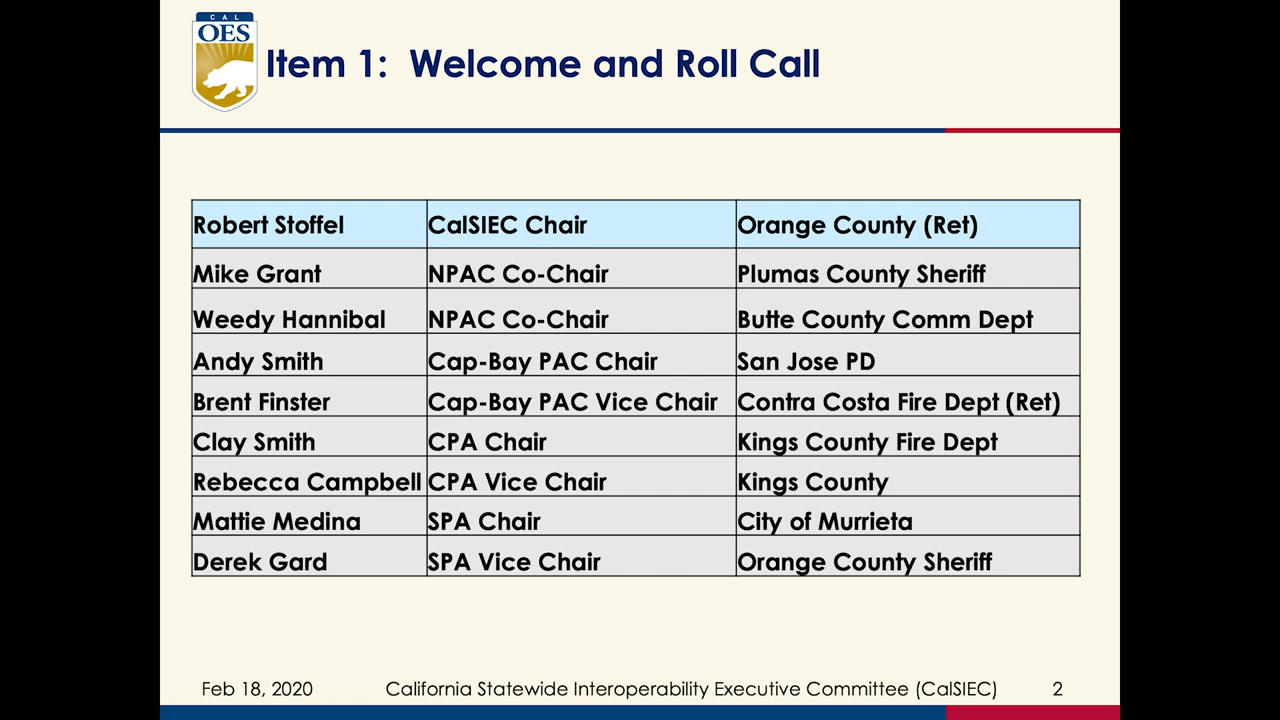 CAL
OES
Item 1:  Welcome and Roll Call
Robert Stoffel CalSIEC Chair Orange County (Ret)
Mike Grant NPAC Co-Chair Plumas County Sheriff
Weedy Hannibal NPAC Co-Chair Butte County Comm Dept
Andy Smith Cap-Bay PAC Chair San Jose PD
Brent Finster Cap-Bay PAC Vice Chair Contra Costa Fire Dept (Ret)
Clay Smith CPA Chair Kings County Fire Dept
Rebecca Campbell CPA Vice Chair Kings County
Mattie Medina SPA Chair City of Murrieta
Derek Gard SPA Vice Chair Orange County Sheriff
Feb 18, 2020 California Statewide Interoperability Executive Committee (CalSIEC) 2